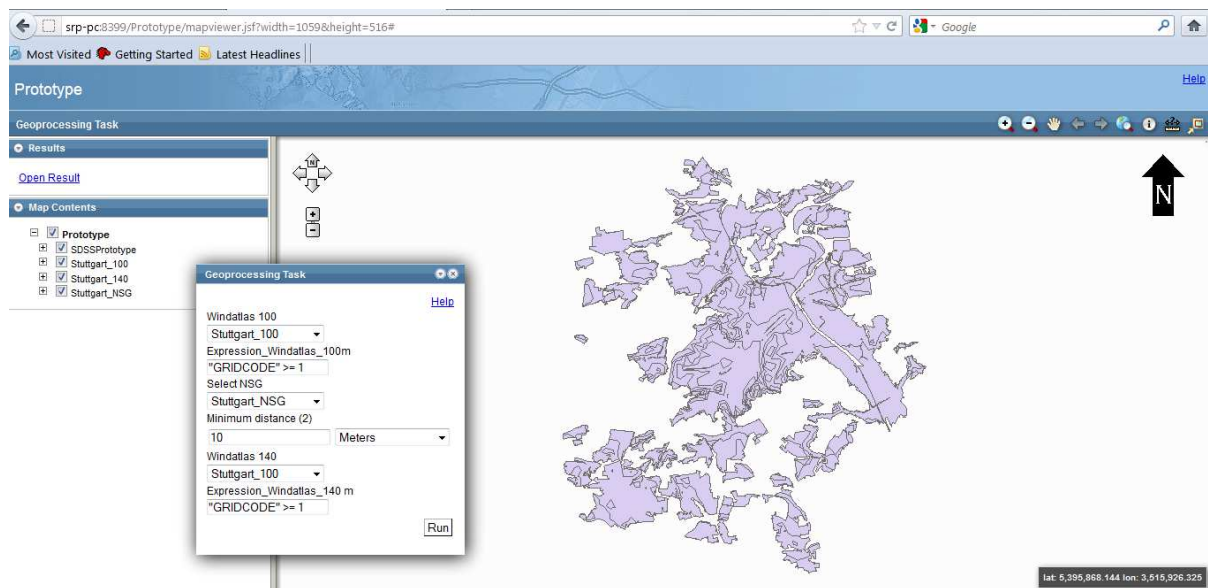 srp-pc:8399/Prototype/mapviewer.jsf?width=1059&height=516#
Google
Most Visited Getting Started Latest Headlines
Prototype
Help
Geoprocessing Task
Results
Open Result
Map Contents
Prototype
SDSSPrototype
Stuttgart_100
Stuttgart_140
Stuttgart_NSG
N
N
Geoprocessing Task
Help
Windatlas 100
Stuttgart_100
Expression_Windatlas_100m
"GRIDCODE" >= 1
Select NSG
Stuttgart_NSG
Minimum distance (2)
10 Meters
Windatlas 140
Stuttgart_100
Expression_Windatlas_140 m
"GRIDCODE" >= 1
Run
lat: 5,395,868.144 lon: 3,515,926.325